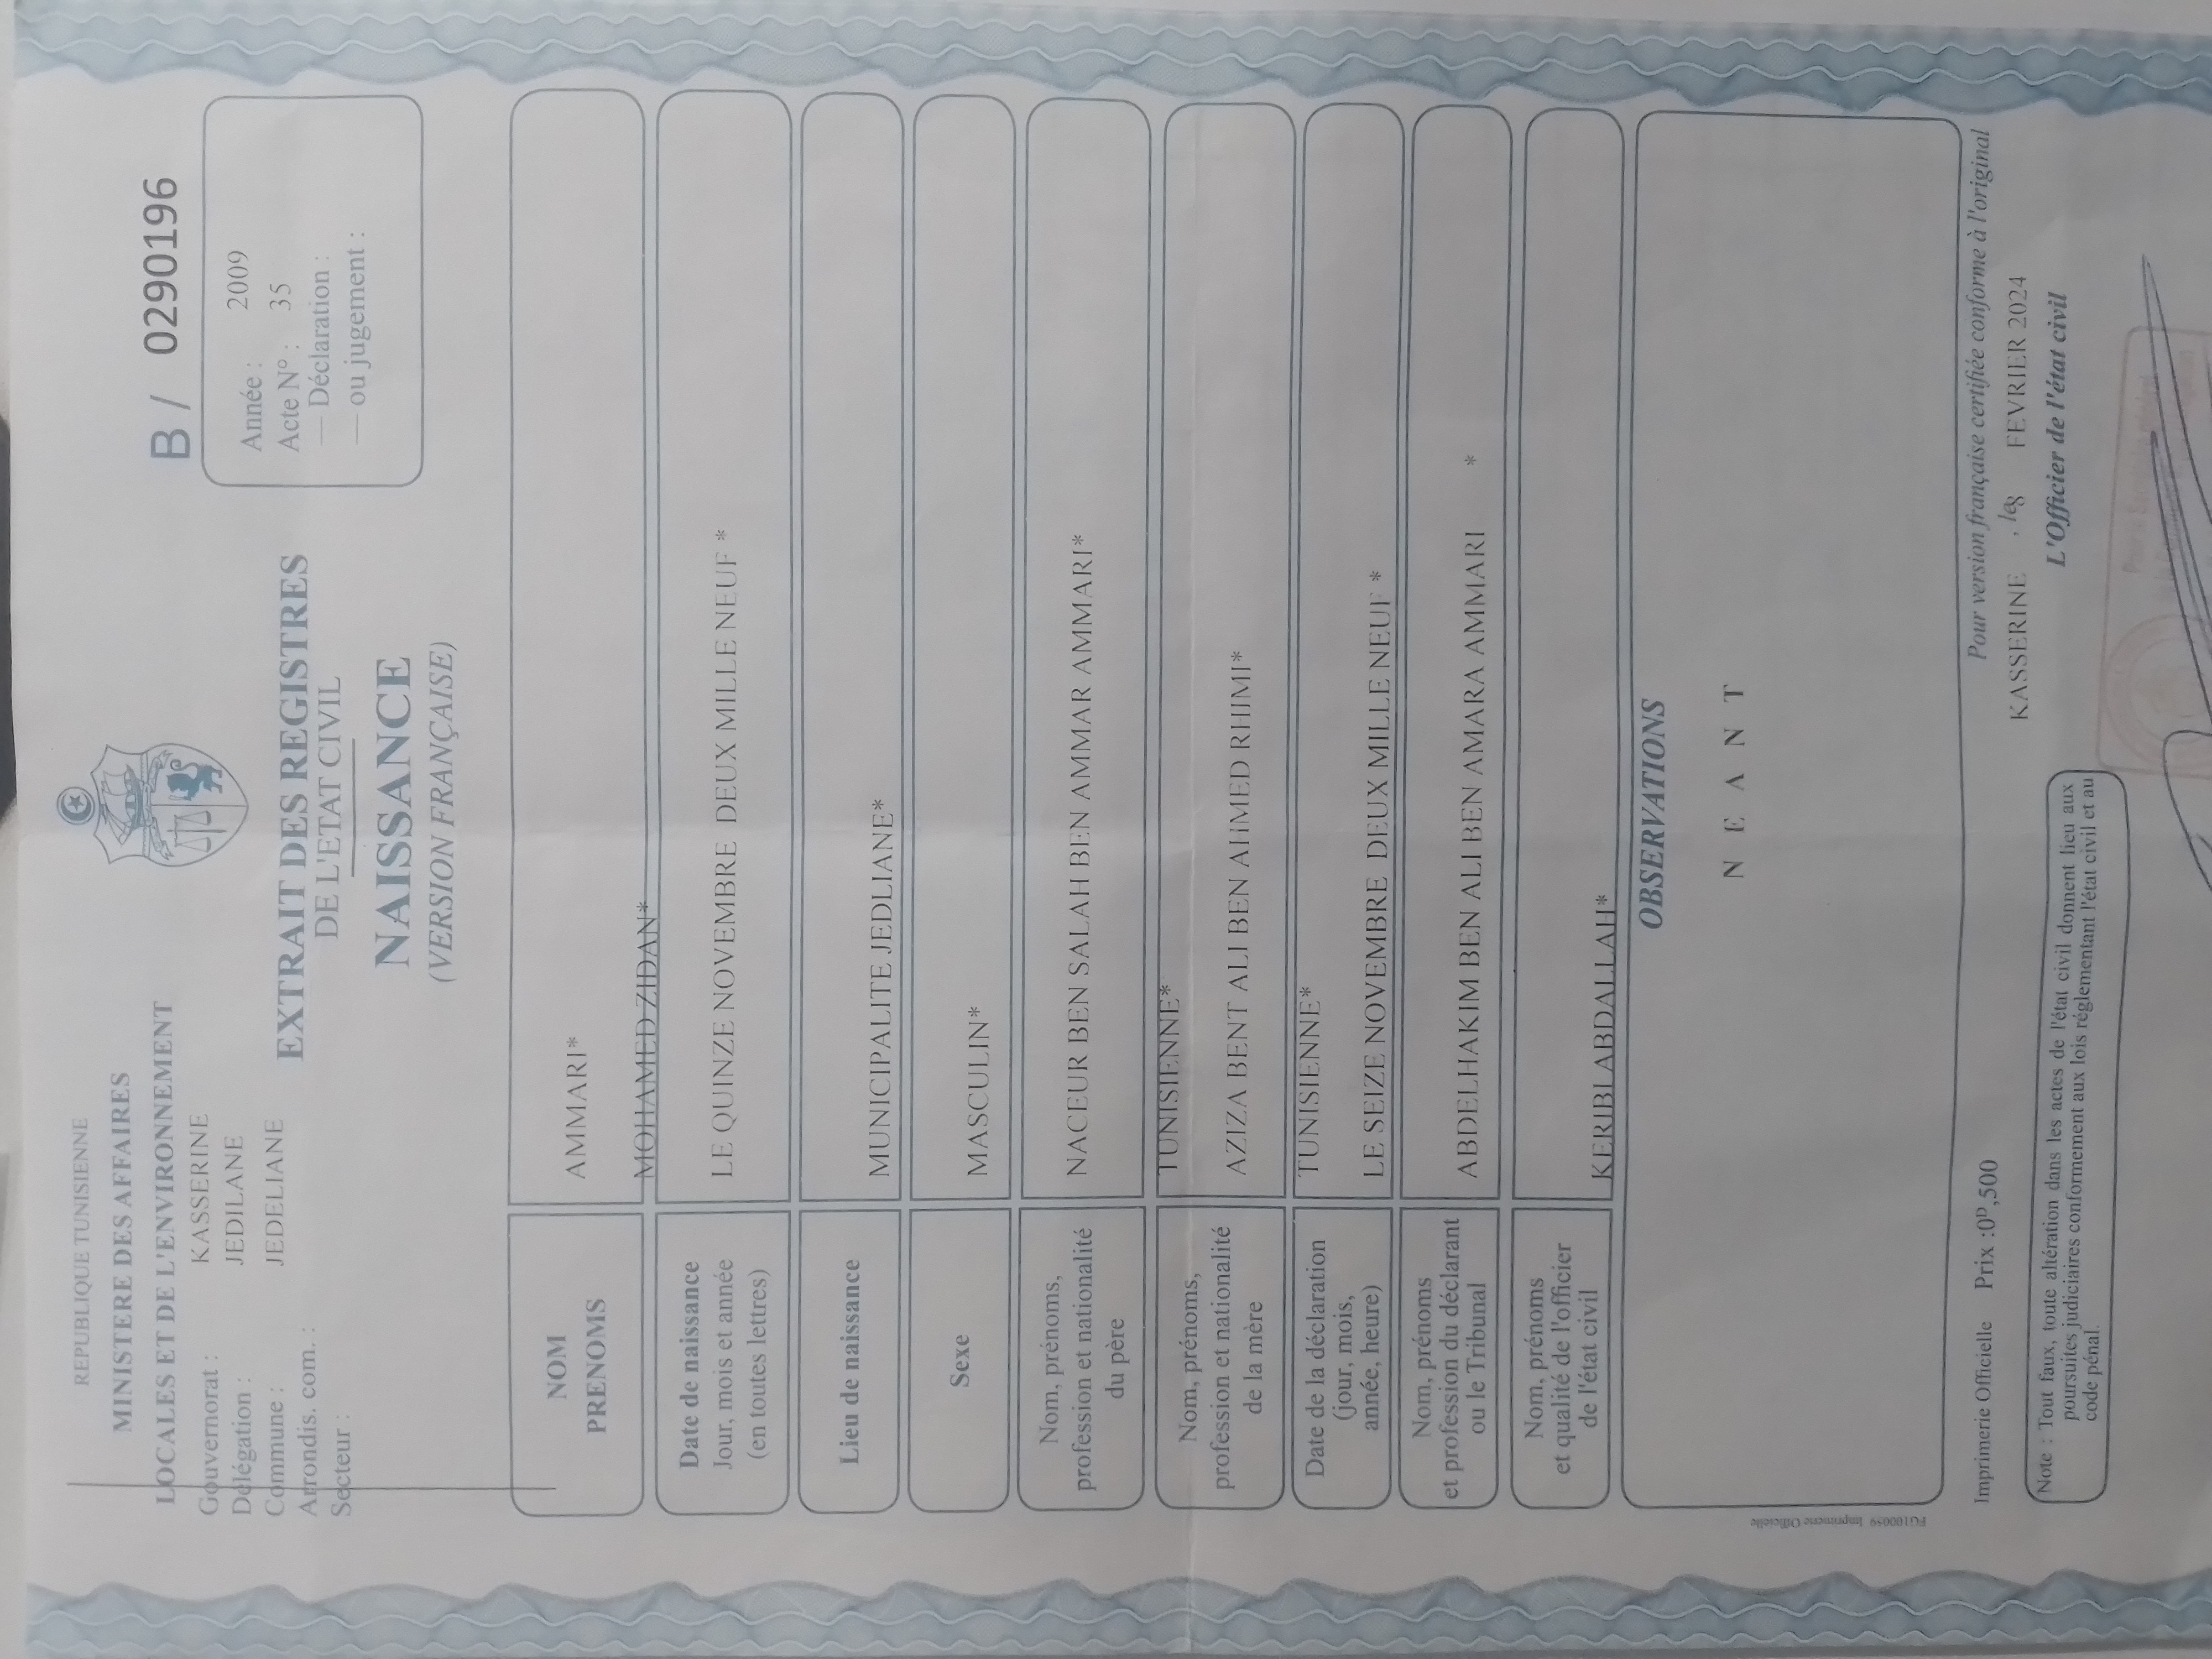 REPUBLIQUE TUNISIENNE
MINISTERE DES AFFAIRES
LOCALES ET DE L'ENVIRONNEMENT
Gouvernorat : KASSERINE
Délégation : JEDILANE
Commune : JEDELIANE
Arrondis. com. :
Secteur :
B / 0290196
Année : 2009
Acte N° : 35
— Déclaration :
— ou jugement :
EXTRAIT DES REGISTRES
DE L'ETAT CIVIL
NAISSANCE
(VERSION FRANÇAISE)
NOM AMMARI*
PRENOMS MOHAMED ZIDAN*
Date de naissance
Jour, mois et année
(en toutes lettres)
LE QUINZE NOVEMBRE DEUX MILLE NEUF *
Lieu de naissance
MUNICIPALITE JEDLIANE*
Sexe
MASCULIN*
Nom, prénoms,
profession et nationalité
du père
NACEUR BEN SALAH BEN AMMAR AMMARI*
TUNISIENNE*
Nom, prénoms,
profession et nationalité
de la mère
AZIZA BENT ALI BEN AHMED RHIMI*
TUNISIENNE*
Date de la déclaration
(jour, mois,
année, heure)
LE SEIZE NOVEMBRE DEUX MILLE NEUF *
Nom, prénoms
et profession du déclarant
ou le Tribunal
ABDELHAKIM BEN ALI BEN AMARA AMMARI *
Nom, prénoms
et qualité de l'officier
de l'état civil
KERIBI ABDALLAH*
OBSERVATIONS
N E A N T
FG100059 Imprimerie Officielle
Imprimerie Officielle Prix :0ᴰ,500
Pour version française certifiée conforme à l'original
KASSERINE , le 8 FEVRIER 2024
L'Officier de l'état civil
Note : Tout faux, toute altération dans les actes de l'état civil donnent lieu aux
poursuites judiciaires conformément aux lois réglementant l'état civil et au
code pénal.